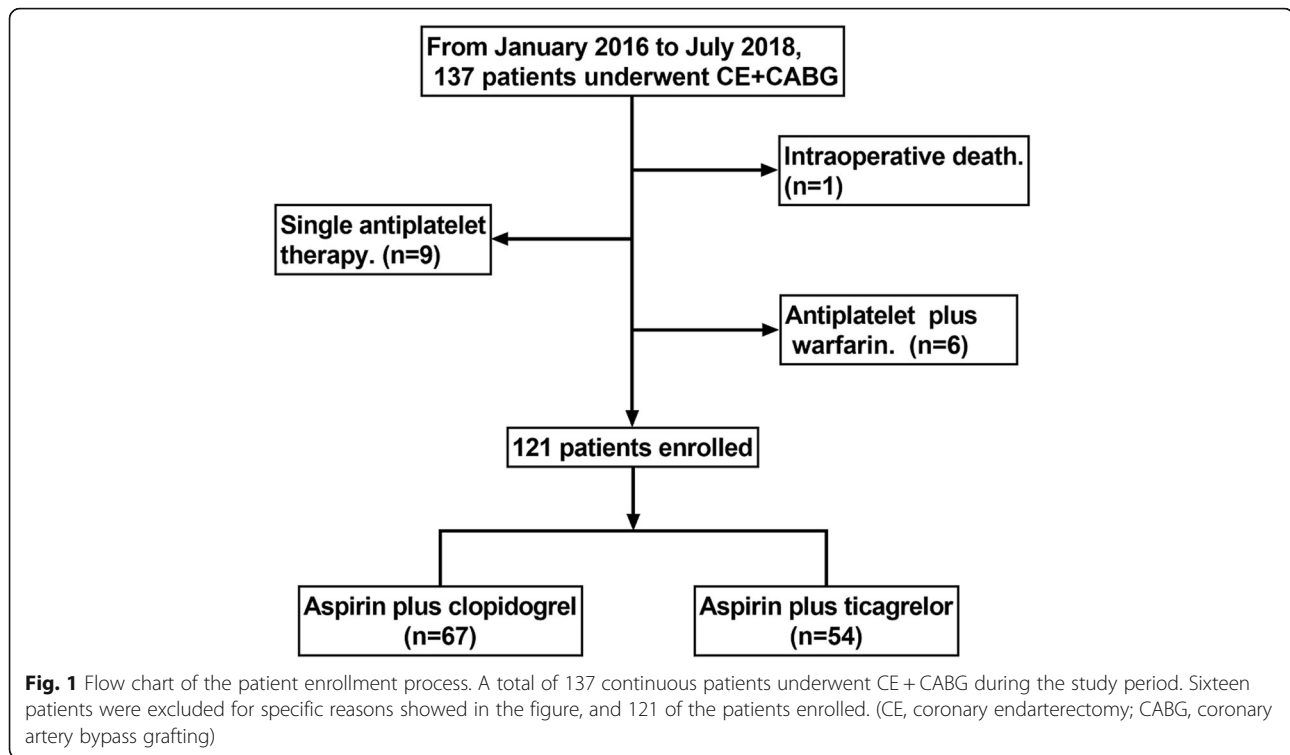 From January 2016 to July 2018,
137 patients underwent CE+CABG
Intraoperative death.
(n=1)
Single antiplatelet
therapy. (n=9)
Antiplatelet plus
warfarin. (n=6)
121 patients enrolled
Aspirin plus clopidogrel
(n=67)
Aspirin plus ticagrelor
(n=54)
Fig. 1 Flow chart of the patient enrollment process. A total of 137 continuous patients underwent CE + CABG during the study period. Sixteen
patients were excluded for specific reasons showed in the figure, and 121 of the patients enrolled. (CE, coronary endarterectomy; CABG, coronary
artery bypass grafting)